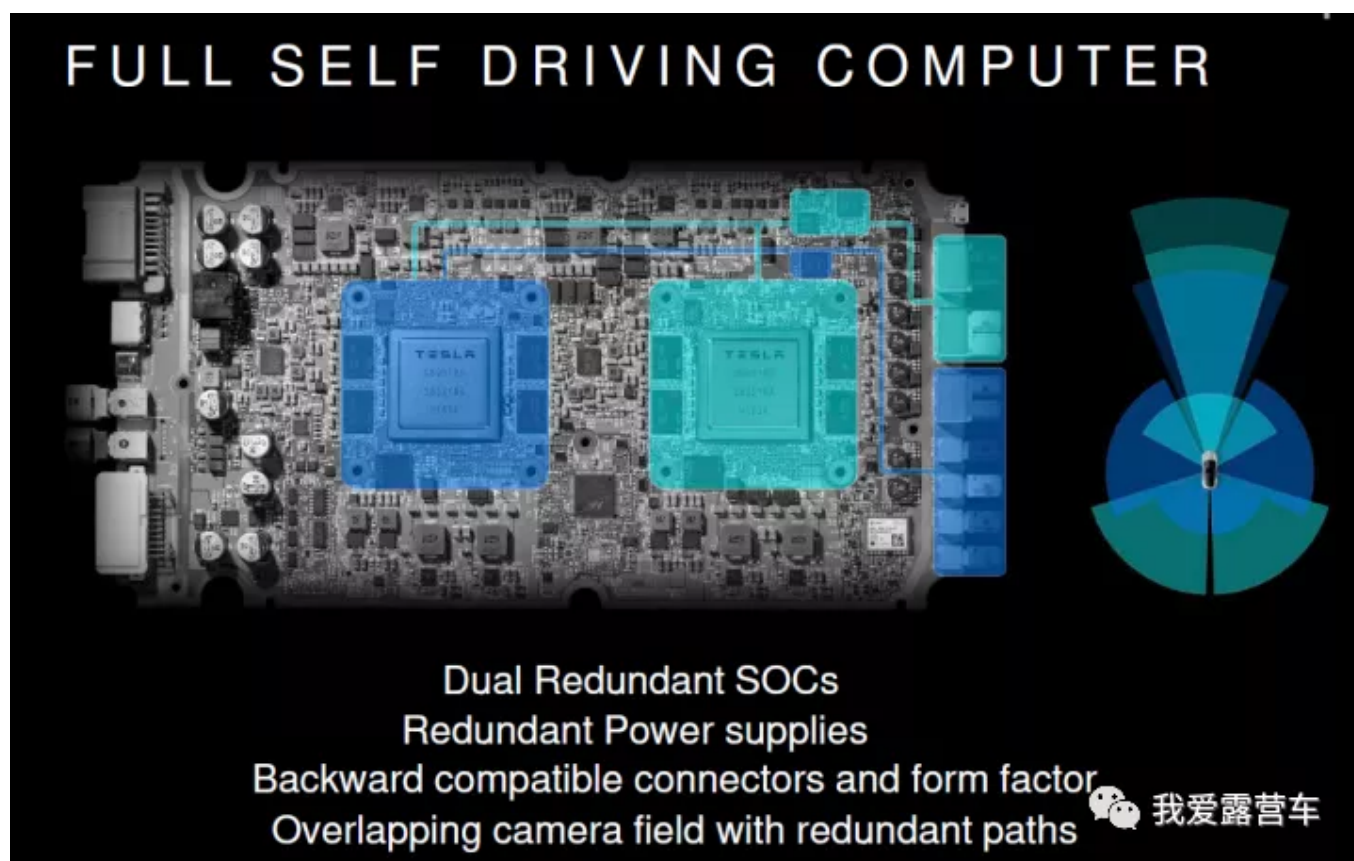 FULL SELF DRIVING COMPUTER
TESLA
TESLA
Dual Redundant SOCs
Redundant Power supplies
Backward compatible connectors and form factor
Overlapping camera field with redundant paths
我爱露营车